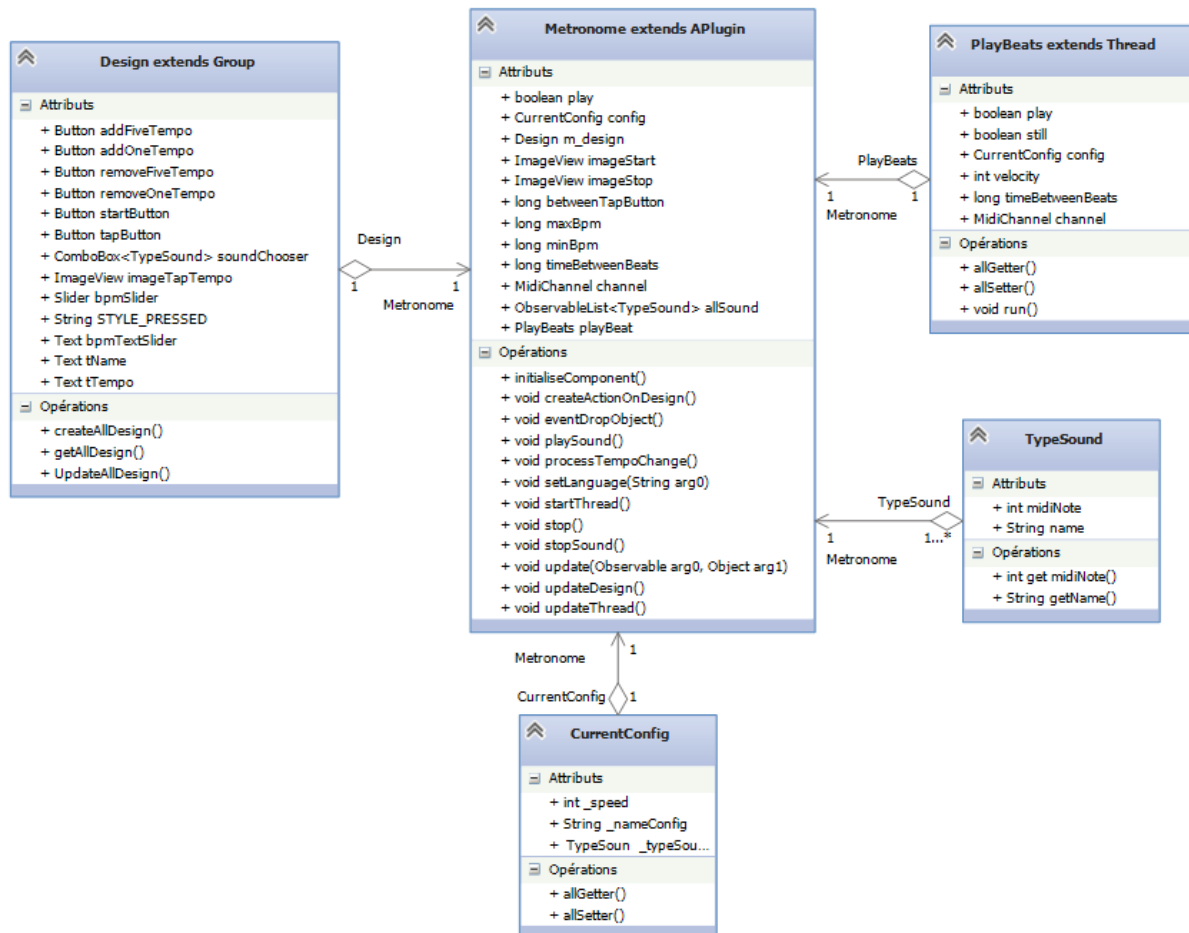 Design extends Group
Attributs
+ Button addFiveTempo
+ Button addOneTempo
+ Button removeFiveTempo
+ Button removeOneTempo
+ Button startButton
+ Button tapButton
+ ComboBox<TypeSound> soundChooser
+ ImageView imageTapTempo
+ Slider bpmSlider
+ String STYLE_PRESSED
+ Text bpmTextSlider
+ Text tName
+ Text tTempo
Opérations
+ createAllDesign()
+ getAllDesign()
+ UpdateAllDesign()
Design
1
1
Metronome
Metronome extends APlugin
Attributs
+ boolean play
+ CurrentConfig config
+ Design m_design
+ ImageView imageStart
+ ImageView imageStop
+ long betweenTapButton
+ long maxBpm
+ long minBpm
+ long timeBetweenBeats
+ MidiChannel channel
+ ObservableList<TypeSound> allSound
+ PlayBeats playBeat
Opérations
+ initialiseComponent()
+ void createActionOnDesign()
+ void eventDropObject()
+ void playSound()
+ void processTempoChange()
+ void setLanguage(String arg0)
+ void startThread()
+ void stop()
+ void stopSound()
+ void update(Observable arg0, Object arg1)
+ void updateDesign()
+ void updateThread()
PlayBeats
1
1
Metronome
PlayBeats extends Thread
Attributs
+ boolean play
+ boolean still
+ CurrentConfig config
+ int velocity
+ long timeBetweenBeats
+ MidiChannel channel
Opérations
+ allGetter()
+ allSetter()
+ void run()
TypeSound
1
1...*
Metronome
TypeSound
Attributs
+ int midiNote
+ String name
Opérations
+ int get midiNote()
+ String getName()
1
Metronome
CurrentConfig
1
CurrentConfig
Attributs
+ int _speed
+ String _nameConfig
+ TypeSoun _typeSou...
Opérations
+ allGetter()
+ allSetter()